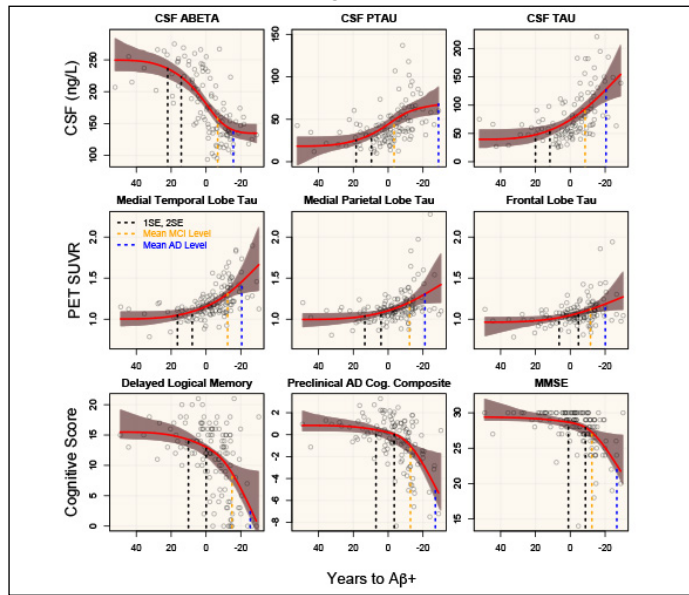 CSF ABETA
CSF PTAU
CSF TAU
CSF (ng/L)
250
200
150
100
150
100
50
0
200
150
100
50
0
40 20 0 -20
40 20 0 -20
40 20 0 -20
Medial Temporal Lobe Tau
Medial Parietal Lobe Tau
Frontal Lobe Tau
PET SUVR
1SE, 2SE
Mean MCI Level
Mean AD Level
2.0
1.5
1.0
2.0
1.5
1.0
2.0
1.5
1.0
40 20 0 -20
40 20 0 -20
40 20 0 -20
Delayed Logical Memory
Preclinical AD Cog. Composite
MMSE
Cognitive Score
20
15
10
5
0
2
0
-2
-4
-6
-8
30
25
20
15
40 20 0 -20
40 20 0 -20
40 20 0 -20
Years to Aβ+